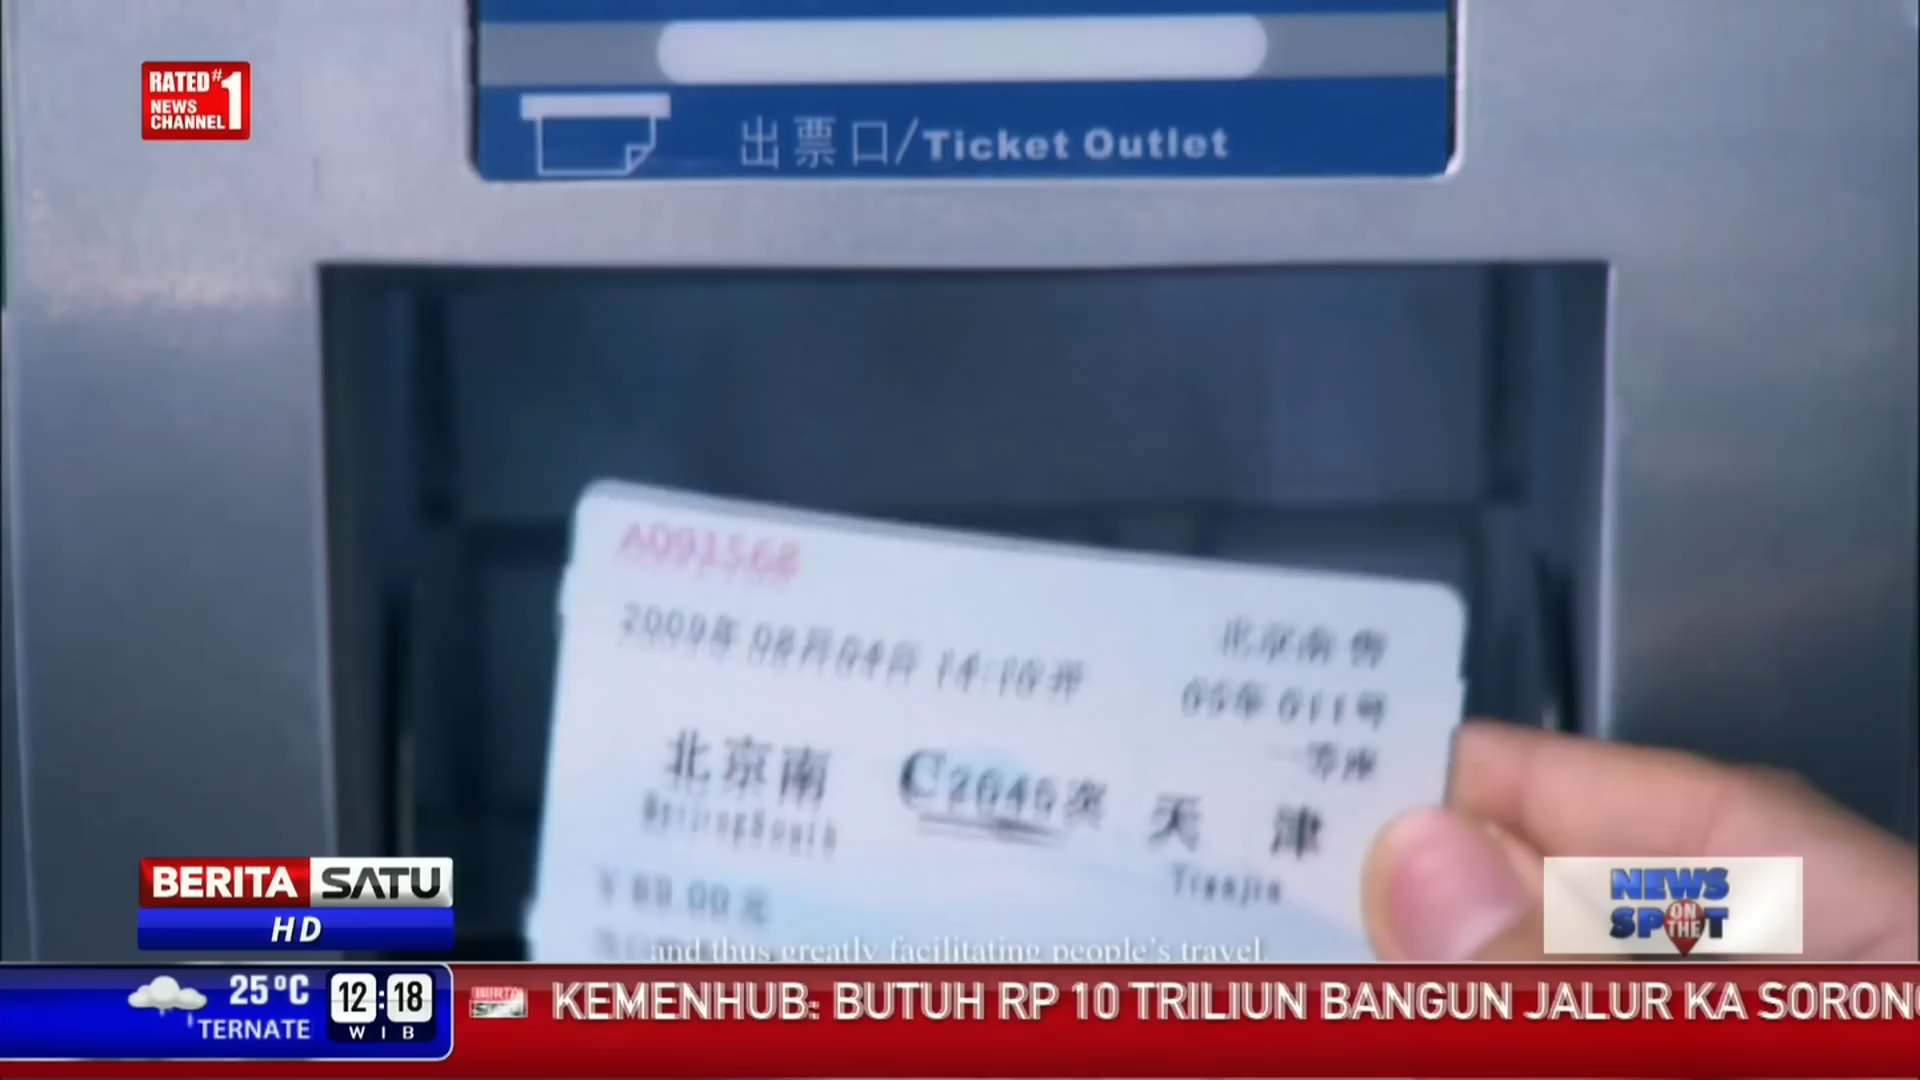 RATED #1
NEWS
CHANNEL
出票口/Ticket Outlet
A091568
2009年08月04日 14:10开
北京南售
05车 011号
一等座
北京南
C2046次
天 津
BeijingSouth
Tianjin
¥ 69.00元
and thus greatly facilitating people's travel.
BERITA SATU
HD
NEWS
ON THE
SPOT
25°C
TERNATE
12:18
WIB
BERITA
KEMENHUB: BUTUH RP 10 TRILIUN BANGUN JALUR KA SORONG